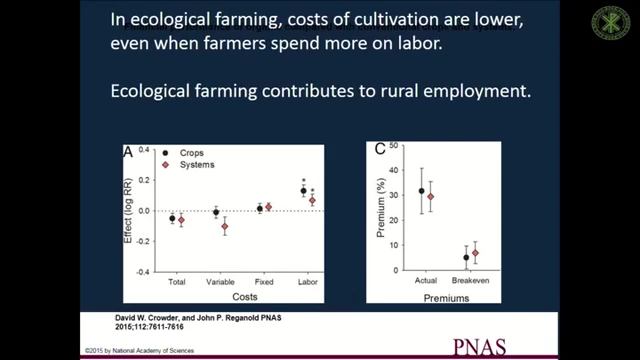 In ecological farming, costs of cultivation are lower,
even when farmers spend more on labor.
Ecological farming contributes to rural employment.
A
Crops
Systems
0.4
0.2
0.0
-0.2
-0.4
Effect (log RR)
Total Variable Fixed Labor
Costs
* *
C
50
40
30
20
10
0
Premium (%)
Actual Breakeven
Premiums
David W. Crowder, and John P. Reganold PNAS
2015;112:7611-7616
©2015 by National Academy of Sciences
PNAS